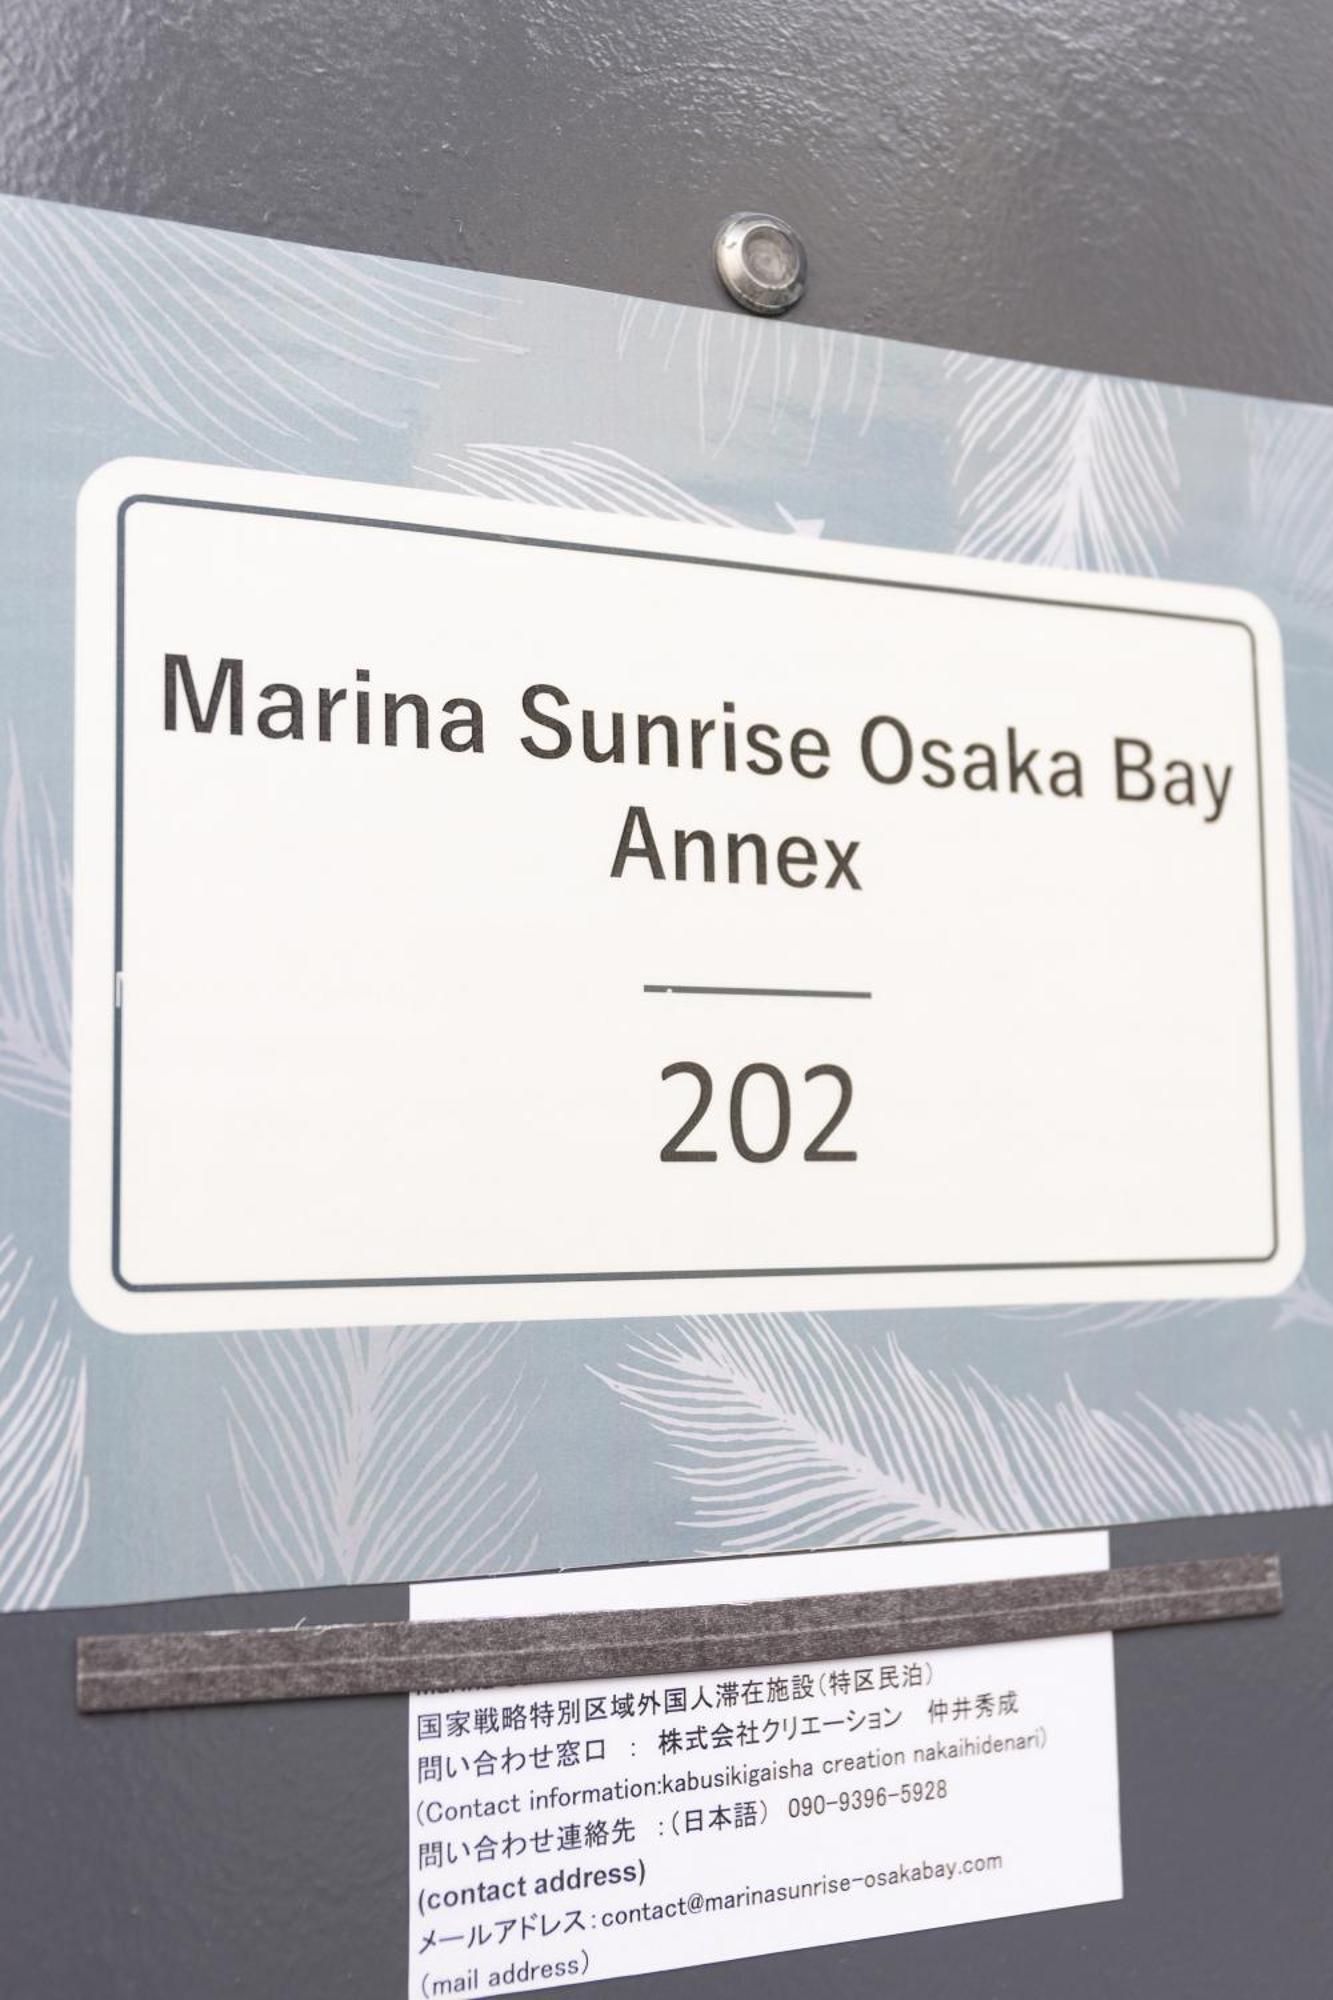 Marina Sunrise Osaka Bay
Annex
202
国家戦略特別区域外国人滞在施設(特区民泊)
問い合わせ窓口 : 株式会社クリエーション 仲井秀成
(Contact information:kabusikigaisha creation nakaihidenari)
問い合わせ連絡先 :(日本語) 090-9396-5928
(contact address)
メールアドレス:contact@marinasunrise-osakabay.com
(mail address)